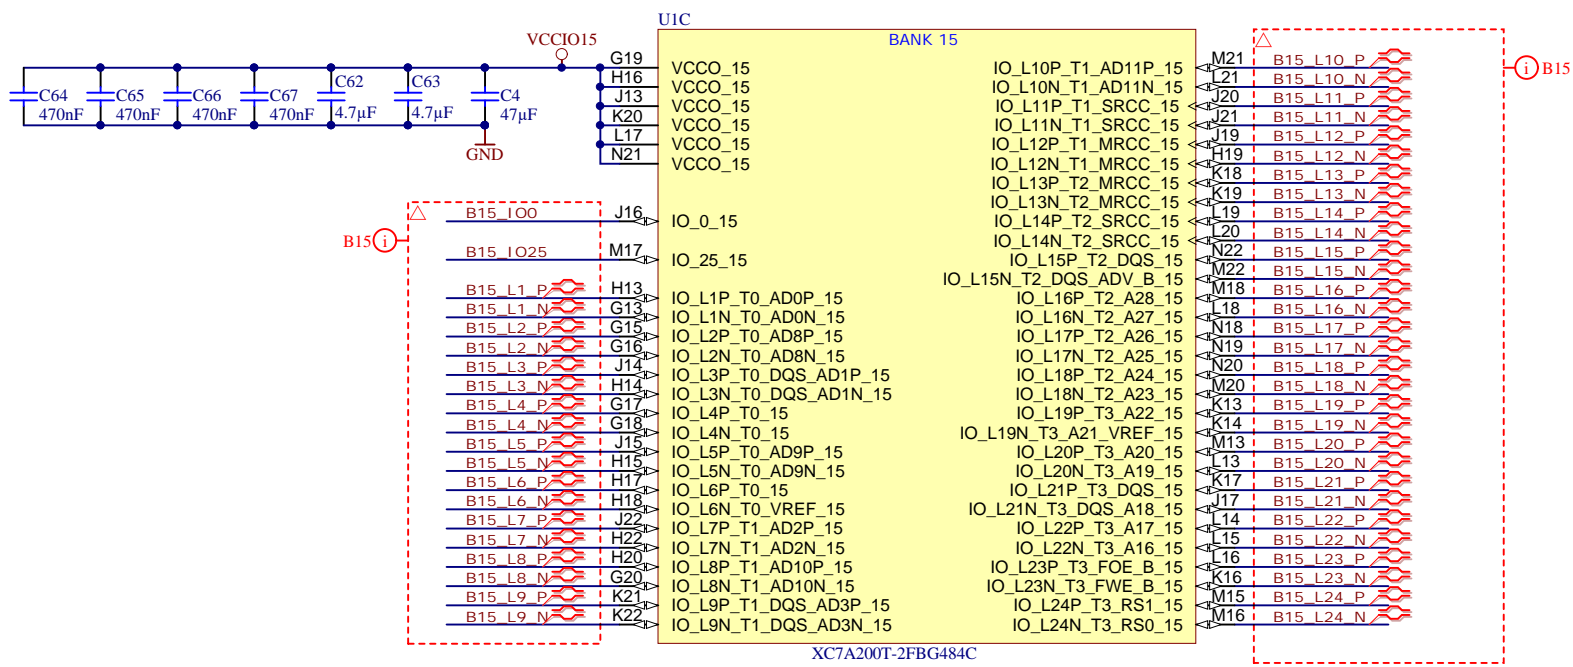 U1C
BANK 15
VCCIO15
C64
470nF
C65
470nF
C66
470nF
C67
470nF
C62
4.7µF
C63
4.7µF
C4
47µF
GND
G19 VCCO_15
H16 VCCO_15
J13 VCCO_15
K20 VCCO_15
L17 VCCO_15
N21 VCCO_15
B15 i
B15_IO0 J16 IO_0_15
B15_IO25 M17 IO_25_15
B15_L1_P H13 IO_L1P_T0_AD0P_15
B15_L1_N G13 IO_L1N_T0_AD0N_15
B15_L2_P G15 IO_L2P_T0_AD8P_15
B15_L2_N G16 IO_L2N_T0_AD8N_15
B15_L3_P J14 IO_L3P_T0_DQS_AD1P_15
B15_L3_N H14 IO_L3N_T0_DQS_AD1N_15
B15_L4_P G17 IO_L4P_T0_15
B15_L4_N G18 IO_L4N_T0_15
B15_L5_P J15 IO_L5P_T0_AD9P_15
B15_L5_N H15 IO_L5N_T0_AD9N_15
B15_L6_P H17 IO_L6P_T0_15
B15_L6_N H18 IO_L6N_T0_VREF_15
B15_L7_P J22 IO_L7P_T1_AD2P_15
B15_L7_N H22 IO_L7N_T1_AD2N_15
B15_L8_P H20 IO_L8P_T1_AD10P_15
B15_L8_N G20 IO_L8N_T1_AD10N_15
B15_L9_P K21 IO_L9P_T1_DQS_AD3P_15
B15_L9_N K22 IO_L9N_T1_DQS_AD3N_15
IO_L10P_T1_AD11P_15 M21 B15_L10_P
IO_L10N_T1_AD11N_15 L21 B15_L10_N
IO_L11P_T1_SRCC_15 J20 B15_L11_P
IO_L11N_T1_SRCC_15 J21 B15_L11_N
IO_L12P_T1_MRCC_15 J19 B15_L12_P
IO_L12N_T1_MRCC_15 H19 B15_L12_N
IO_L13P_T2_MRCC_15 K18 B15_L13_P
IO_L13N_T2_MRCC_15 K19 B15_L13_N
IO_L14P_T2_SRCC_15 L19 B15_L14_P
IO_L14N_T2_SRCC_15 L20 B15_L14_N
IO_L15P_T2_DQS_15 N22 B15_L15_P
IO_L15N_T2_DQS_ADV_B_15 M22 B15_L15_N
IO_L16P_T2_A28_15 M18 B15_L16_P
IO_L16N_T2_A27_15 L18 B15_L16_N
IO_L17P_T2_A26_15 N18 B15_L17_P
IO_L17N_T2_A25_15 N19 B15_L17_N
IO_L18P_T2_A24_15 N20 B15_L18_P
IO_L18N_T2_A23_15 M20 B15_L18_N
IO_L19P_T3_A22_15 K13 B15_L19_P
IO_L19N_T3_A21_VREF_15 K14 B15_L19_N
IO_L20P_T3_A20_15 M13 B15_L20_P
IO_L20N_T3_A19_15 L13 B15_L20_N
IO_L21P_T3_DQS_15 K17 B15_L21_P
IO_L21N_T3_DQS_A18_15 J17 B15_L21_N
IO_L22P_T3_A17_15 L14 B15_L22_P
IO_L22N_T3_A16_15 L15 B15_L22_N
IO_L23P_T3_FOE_B_15 L16 B15_L23_P
IO_L23N_T3_FWE_B_15 K16 B15_L23_N
IO_L24P_T3_RS1_15 M15 B15_L24_P
IO_L24N_T3_RS0_15 M16 B15_L24_N
i B15
XC7A200T-2FBG484C